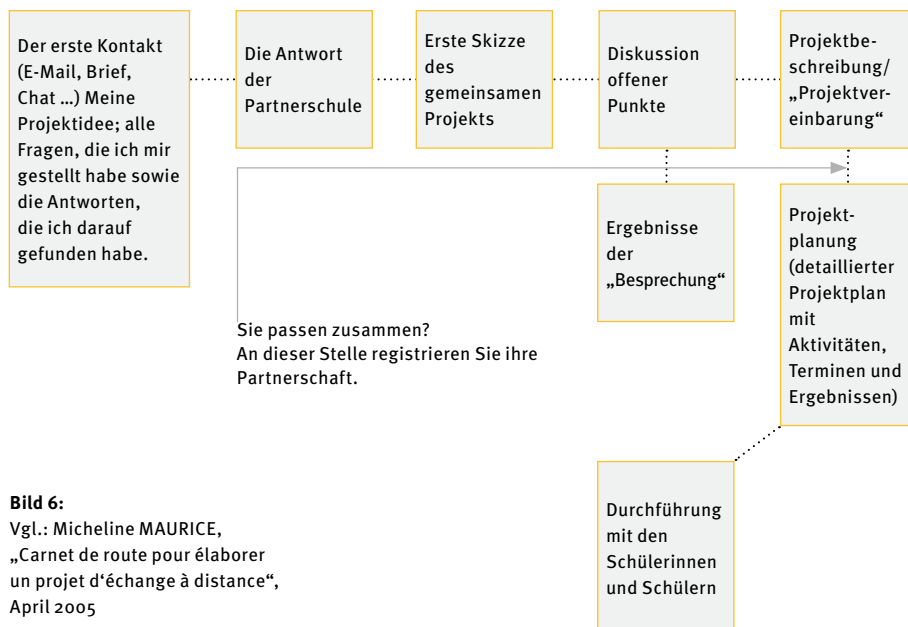 Der erste Kontakt
(E-Mail, Brief,
Chat …) Meine
Projektidee; alle
Fragen, die ich mir
gestellt habe sowie
die Antworten,
die ich darauf
gefunden habe.
Die Antwort
der
Partnerschule
Erste Skizze
des
gemeinsamen
Projekts
Diskussion
offener
Punkte
Projektbe-
schreibung/
„Projektver-
einbarung“
Ergebnisse
der
„Besprechung“
Projekt-
planung
(detaillierter
Projektplan
mit
Aktivitäten,
Terminen und
Ergebnissen)
Sie passen zusammen?
An dieser Stelle registrieren Sie ihre
Partnerschaft.
Durchführung
mit den
Schülerinnen
und Schülern
Bild 6:
Vgl.: Micheline MAURICE,
„Carnet de route pour élaborer
un projet d‘échange à distance“,
April 2005